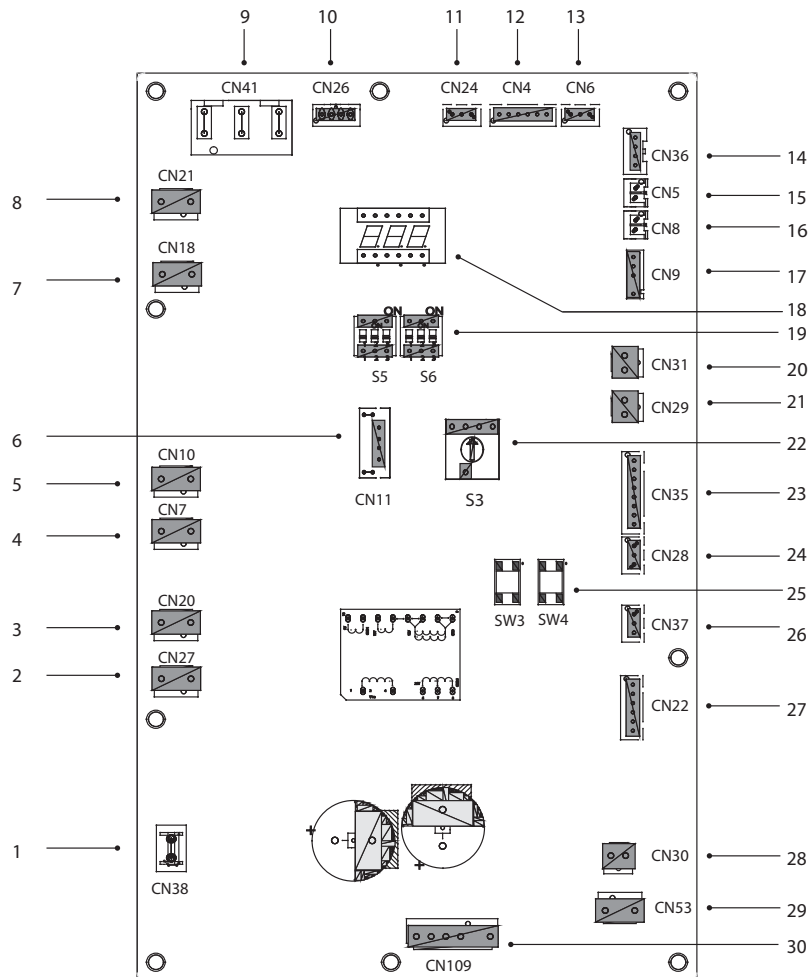 9 10 11 12 13
CN41 CN26 CN24 CN4 CN6
CN36 14
CN21 CN5 15
8 CN8 16
CN18 CN9 17
7
18
ON ON 19
S5 S6
CN31 20
CN29 21
6 22
CN10
5 CN11 S3 CN35 23
CN7
4
CN28 24
25
CN20 SW3 SW4 CN37 26
3
CN27
2 CN22 27
1 CN30 28
CN38
CN53 29
30
CN109